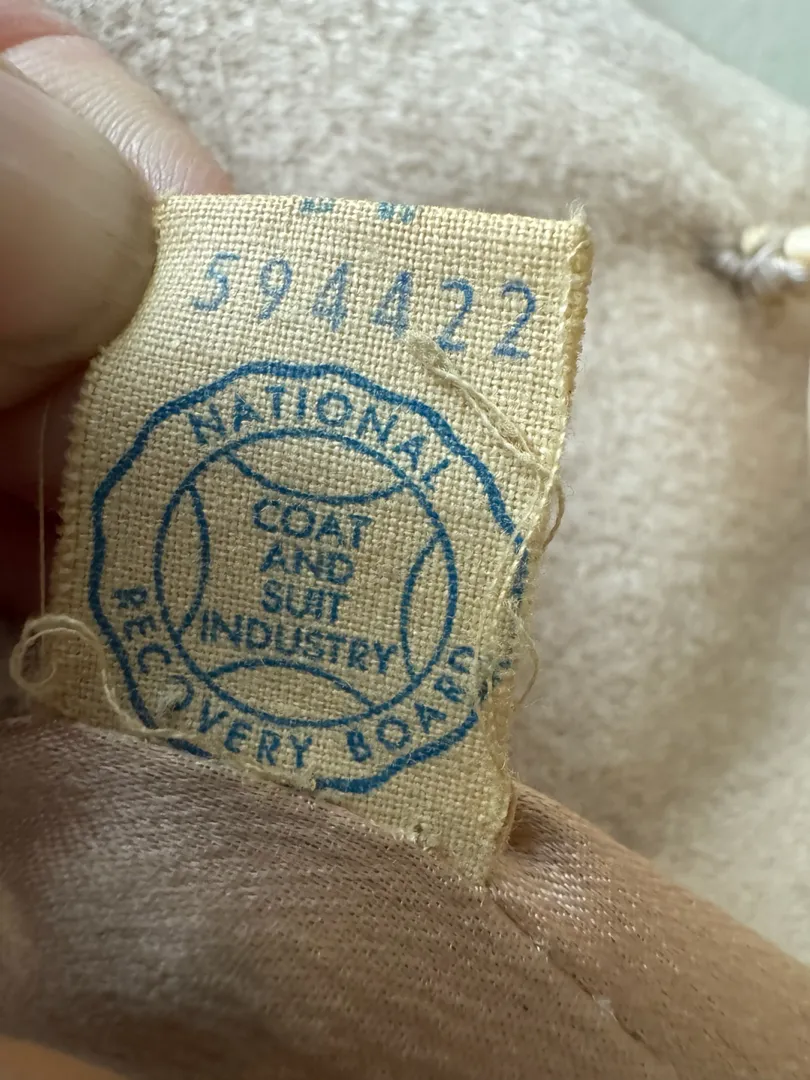 594422
NATIONAL
COAT
AND
SUIT
INDUSTRY
RECOVERY BOARD